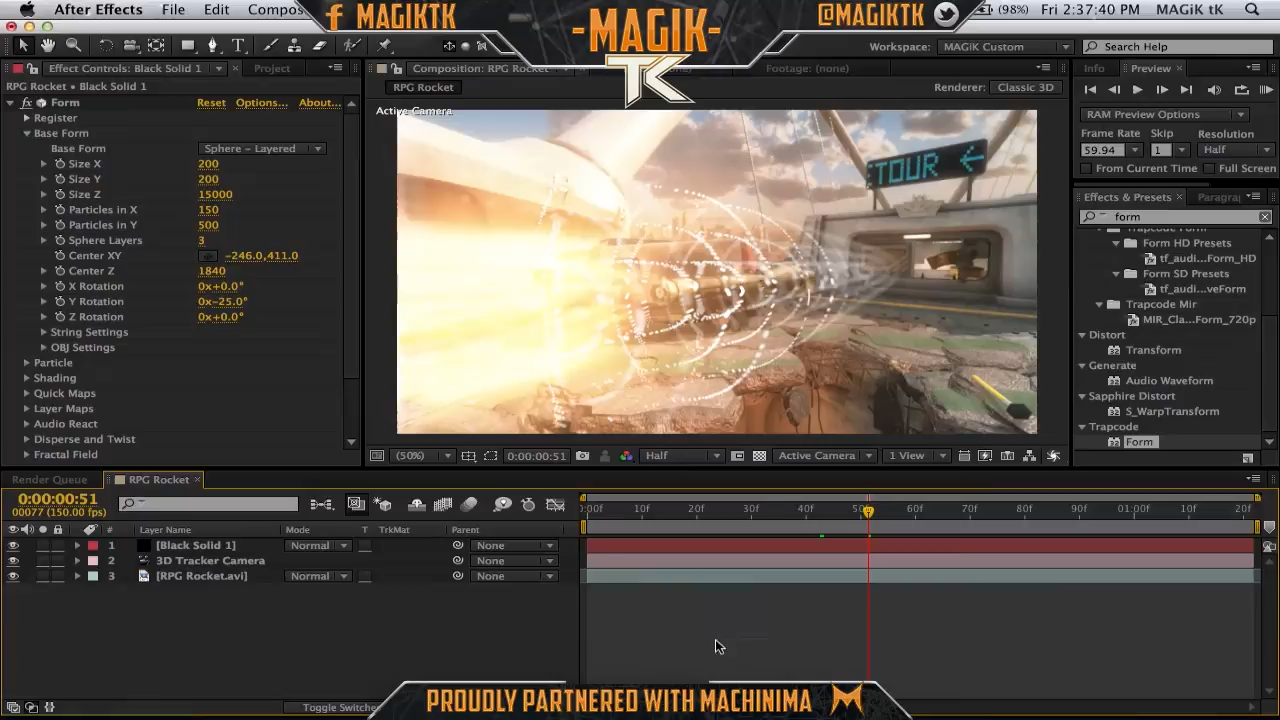 After Effects File Edit Compos (98%) Fri 2:37:40 PM MAGiK tK
MAGIKTK
-MAGIK-
TK
@MAGIKTK
Workspace: MAGiK Custom Search Help
Effect Controls: Black Solid 1 Project
Composition: RPG Rocket (none) Footage: (none)
Info Preview
RPG Rocket • Black Solid 1
RPG Rocket
Renderer: Classic 3D
fx Form Reset Options... About...
Register
Base Form
Base Form Sphere – Layered
Size X 200
Size Y 200
Size Z 15000
Particles in X 150
Particles in Y 500
Sphere Layers 3
Center XY -246.0,411.0
Center Z 1840
X Rotation 0x+0.0°
Y Rotation 0x-25.0°
Z Rotation 0x+0.0°
String Settings
OBJ Settings
Particle
Shading
Quick Maps
Layer Maps
Audio React
Disperse and Twist
Fractal Field
Active Camera
TOUR
(50%) 0:00:00:51 Half Active Camera 1 View
RAM Preview Options
Frame Rate Skip Resolution
59.94 1 Half
From Current Time Full Screen
Effects & Presets Paragra
form
Form HD Presets
tf_audi...Form_HD
Form SD Presets
tf_audi...veForm
Trapcode Mir
MIR_Cla...Form_720p
Distort
Transform
Generate
Audio Waveform
Sapphire Distort
S_WarpTransform
Trapcode
Form
Render Queue RPG Rocket
0:00:00:51
00077 (150.00 fps)
:00F 10f 20f 30f 40f 50f 60f 70f 80f 90f 01:00f 10f 20f
# Layer Name Mode T TrkMat Parent
1 [Black Solid 1] Normal None
2 3D Tracker Camera None
3 [RPG Rocket.avi] Normal None
Toggle Switche
PROUDLY PARTNERED WITH MACHINIMA